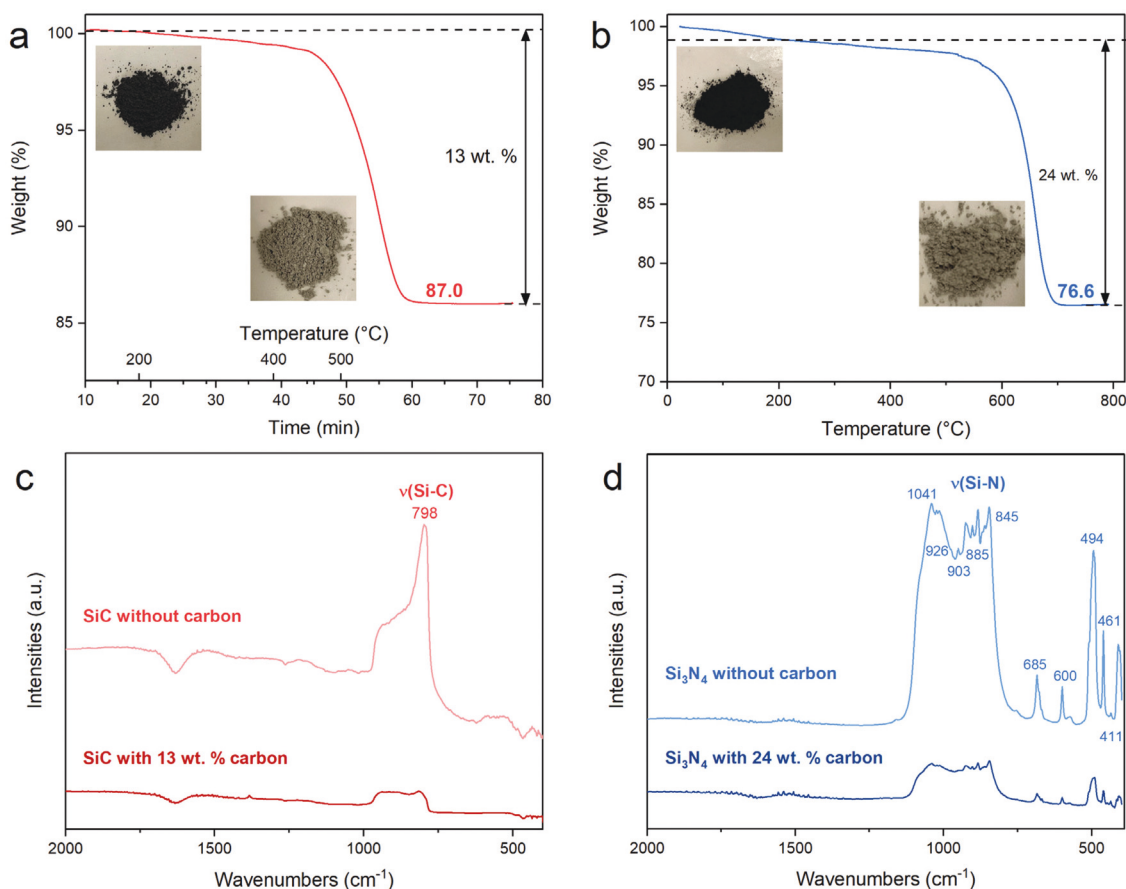 a
100
95
90
85
Weight (%)
13 wt. %
87.0
Temperature (°C)
200 400 500
10 20 30 40 50 60 70 80
Time (min)
b
100
95
90
85
80
75
70
Weight (%)
24 wt. %
76.6
0 200 400 600 800
Temperature (°C)
c
ν(Si-C)
798
SiC without carbon
SiC with 13 wt. % carbon
Intensities (a.u.)
2000 1500 1000 500
Wavenumbers (cm⁻¹)
d
ν(Si-N)
1041
845
926
885
903
494
461
685
600
411
Si₃N₄ without carbon
Si₃N₄ with 24 wt. % carbon
Intensities (a.u.)
2000 1500 1000 500
Wavenumbers (cm⁻¹)